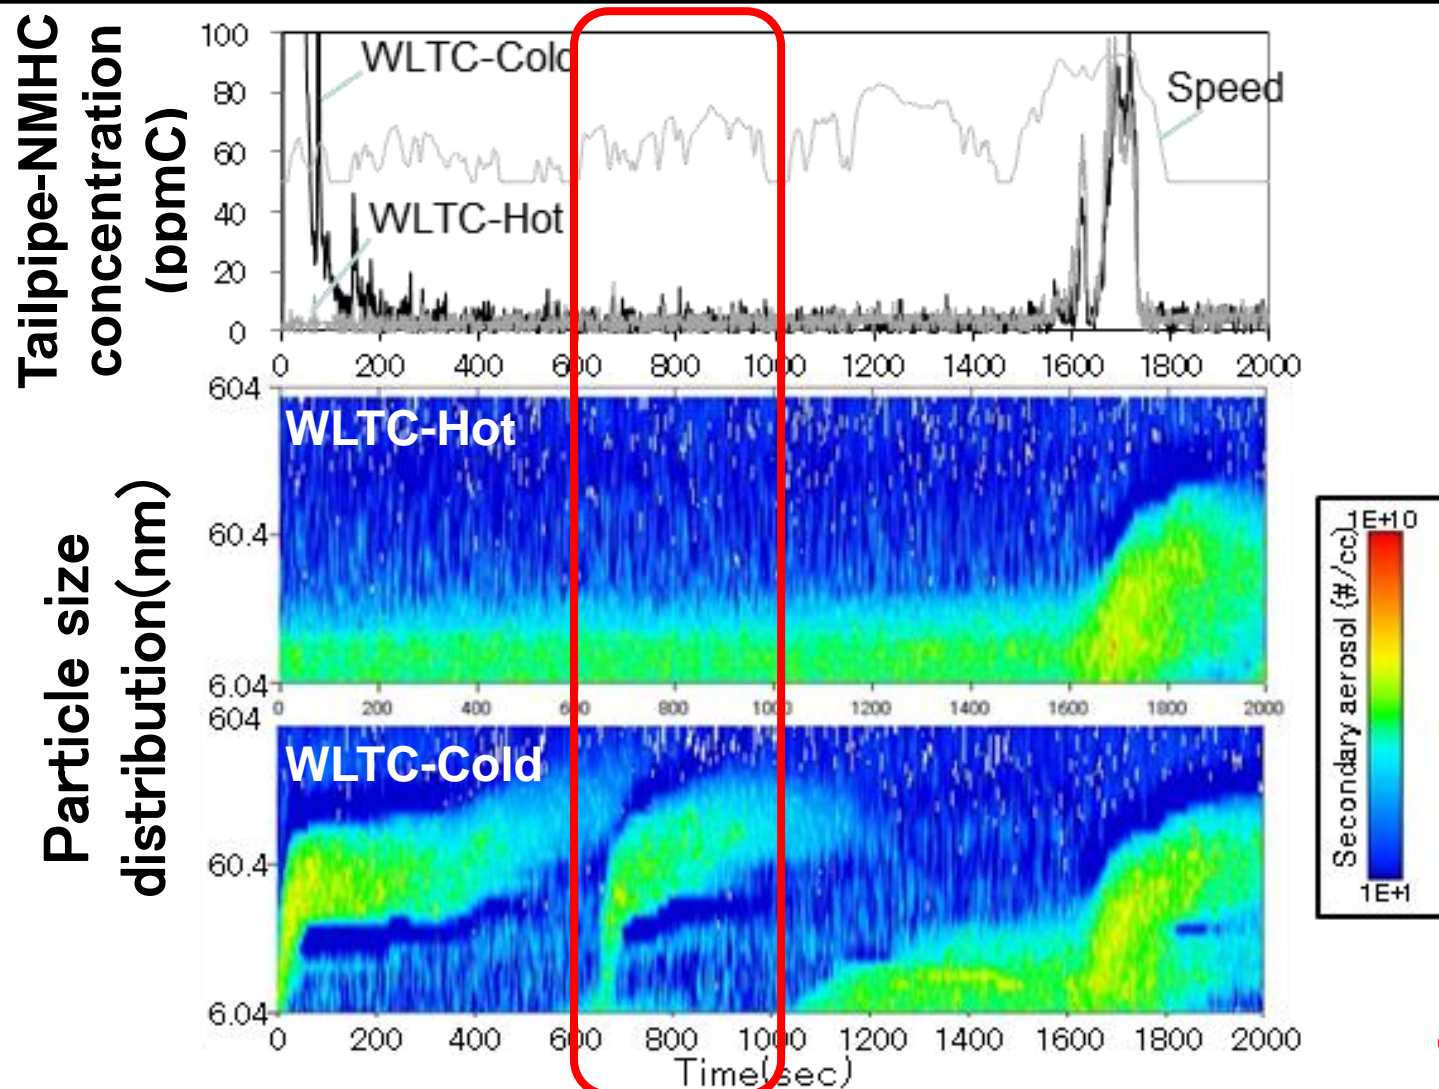 Tailpipe-NMHC
concentration
(ppmC)
100
80
60
40
20
0
WLTC-Cold
WLTC-Hot
Speed
0 200 400 600 800 1000 1200 1400 1600 1800 2000
Particle size
distribution(nm)
604
60.4
6.04
WLTC-Hot
0 200 400 600 800 1000 1200 1400 1600 1800 2000
604
60.4
6.04
WLTC-Cold
0 200 400 600 800 1000 1200 1400 1600 1800 2000
Time(sec)
Secondary aerosol (#/cc)
1E+10
1E+1